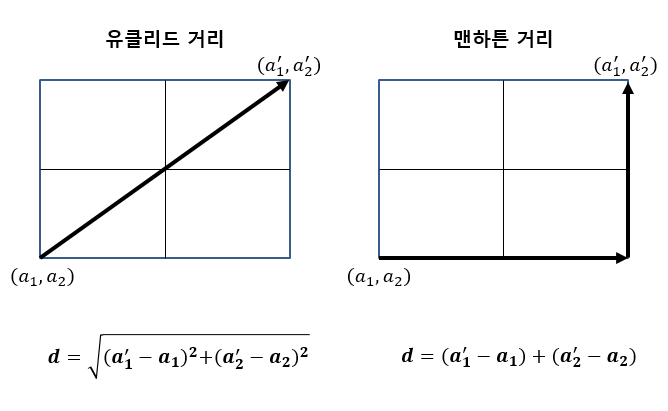 유클리드 거리
(a′₁, a′₂)
(a₁, a₂)
d = √((a′₁ − a₁)²+(a′₂ − a₂)²)
맨하튼 거리
(a′₁, a′₂)
(a₁, a₂)
d = (a′₁ − a₁) + (a′₂ − a₂)